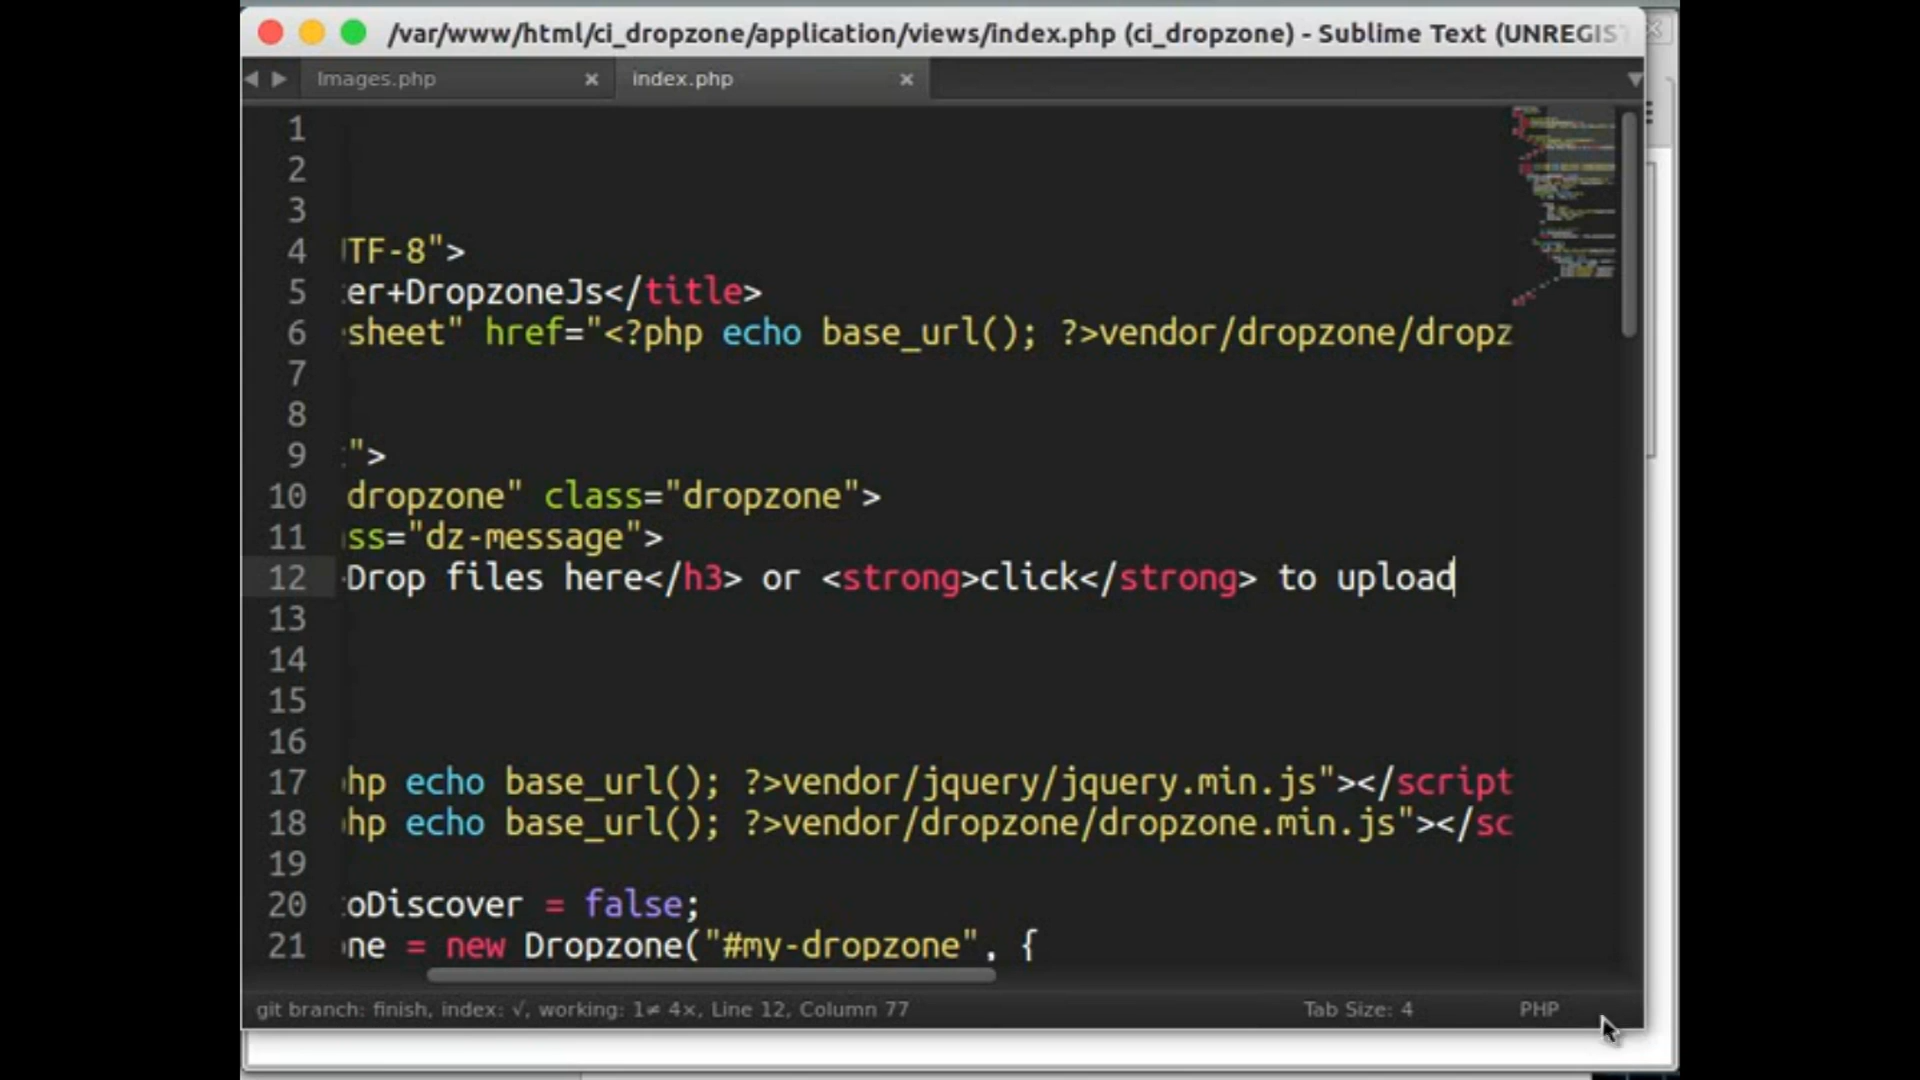 /var/www/html/ci_dropzone/application/views/index.php (ci_dropzone) - Sublime Text (UNREGIS
Images.php × index.php ×
1
2
3
4 TF-8">
5 er+DropzoneJs</title>
6 sheet" href="<?php echo base_url(); ?>vendor/dropzone/dropz
7
8
9 ">
10 dropzone" class="dropzone">
11 ss="dz-message">
12 Drop files here</h3> or <strong>click</strong> to upload
13
14
15
16
17 hp echo base_url(); ?>vendor/jquery/jquery.min.js"></script
18 hp echo base_url(); ?>vendor/dropzone/dropzone.min.js"></sc
19
20 oDiscover = false;
21 ne = new Dropzone("#my-dropzone", {
git branch: finish, index: √, working: 1≠ 4×, Line 12, Column 77 Tab Size: 4 PHP